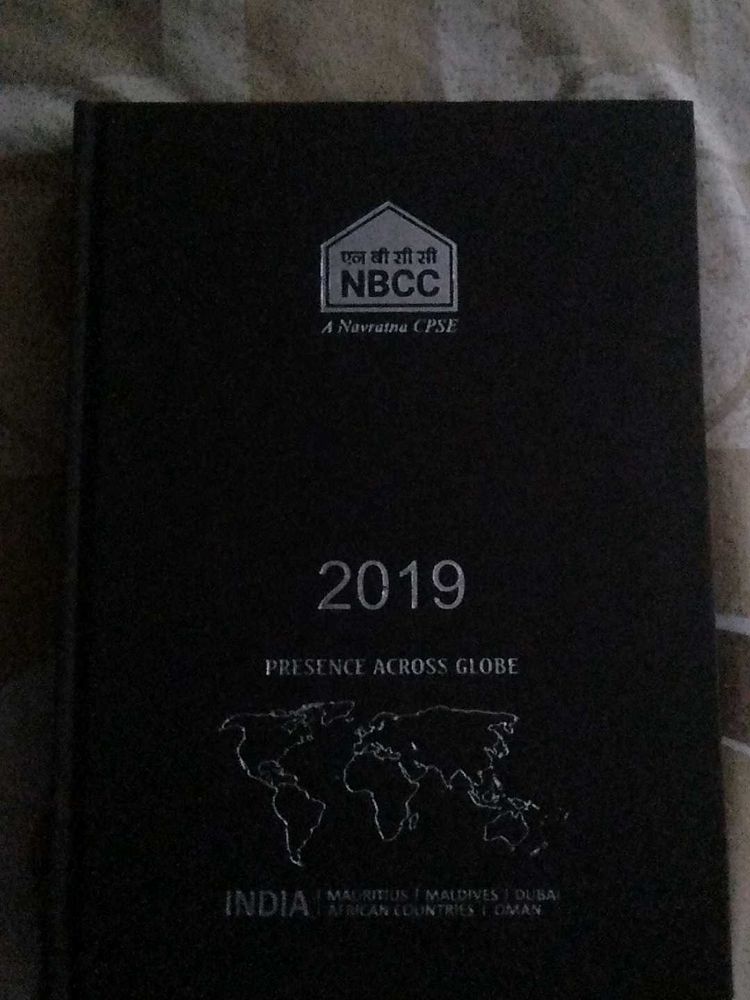 एन बी सी सी
NBCC
A Navratna CPSE
2019
PRESENCE ACROSS GLOBE
INDIA | MAURITIUS | MALDIVES | DUBAI
AFRICAN COUNTRIES | OMAN